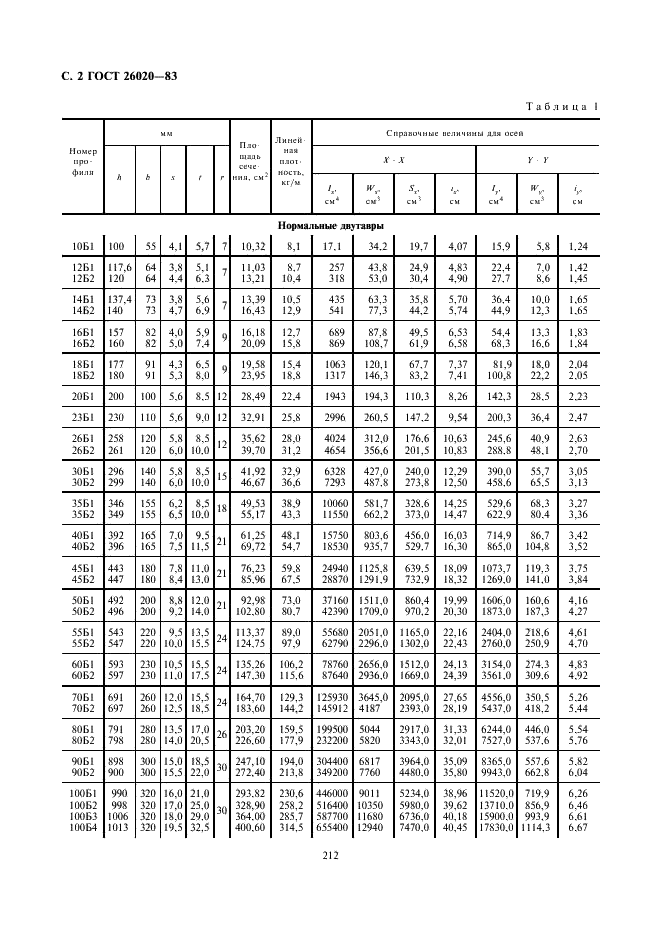 С. 2 ГОСТ 26020—83
Таблица 1
Номер про- филя | мм | Пло- щадь сече- ния, см² | Линей- ная плот- ность, кг/м | Справочные величины для осей
X - X | Y - Y
h | b | s | t | r | Iₓ, см⁴ | Wₓ, см³ | Sₓ, см³ | iₓ, см | Iᵧ, см⁴ | Wᵧ, см³ | iᵧ, см
Нормальные двутавры
10Б1 100 55 4,1 5,7 7 10,32 8,1 17,1 34,2 19,7 4,07 15,9 5,8 1,24
12Б1 117,6 64 3,8 5,1 7 11,03 8,7 257 43,8 24,9 4,83 22,4 7,0 1,42
12Б2 120 64 4,4 6,3 13,21 10,4 318 53,0 30,4 4,90 27,7 8,6 1,45
14Б1 137,4 73 3,8 5,6 7 13,39 10,5 435 63,3 35,8 5,70 36,4 10,0 1,65
14Б2 140 73 4,7 6,9 16,43 12,9 541 77,3 44,2 5,74 44,9 12,3 1,65
16Б1 157 82 4,0 5,9 9 16,18 12,7 689 87,8 49,5 6,53 54,4 13,3 1,83
16Б2 160 82 5,0 7,4 20,09 15,8 869 108,7 61,9 6,58 68,3 16,6 1,84
18Б1 177 91 4,3 6,5 9 19,58 15,4 1063 120,1 67,7 7,37 81,9 18,0 2,04
18Б2 180 91 5,3 8,0 23,95 18,8 1317 146,3 83,2 7,41 100,8 22,2 2,05
20Б1 200 100 5,6 8,5 12 28,49 22,4 1943 194,3 110,3 8,26 142,3 28,5 2,23
23Б1 230 110 5,6 9,0 12 32,91 25,8 2996 260,5 147,2 9,54 200,3 36,4 2,47
26Б1 258 120 5,8 8,5 12 35,62 28,0 4024 312,0 176,6 10,63 245,6 40,9 2,63
26Б2 261 120 6,0 10,0 39,70 31,2 4654 356,6 201,5 10,83 288,8 48,1 2,70
30Б1 296 140 5,8 8,5 15 41,92 32,9 6328 427,0 240,0 12,29 390,0 55,7 3,05
30Б2 299 140 6,0 10,0 46,67 36,6 7293 487,8 273,8 12,50 458,6 65,5 3,13
35Б1 346 155 6,2 8,5 18 49,53 38,9 10060 581,7 328,6 14,25 529,6 68,3 3,27
35Б2 349 155 6,5 10,0 55,17 43,3 11550 662,2 373,0 14,47 622,9 80.4 3,36
40Б1 392 165 7,0 9,5 21 61,25 48,1 15750 803,6 456,0 16,03 714,9 86,7 3,42
40Б2 396 165 7,5 11,5 69,72 54,7 18530 935,7 529,7 16,30 865,0 104,8 3,52
45Б1 443 180 7,8 11,0 21 76,23 59,8 24940 1125,8 639,5 18,09 1073,7 119,3 3,75
45Б2 447 180 8,4 13,0 85,96 67,5 28870 1291,9 732,9 18,32 1269,0 141,0 3,84
50Б1 492 200 8,8 12,0 21 92,98 73,0 37160 1511,0 860,4 19,99 1606,0 160,6 4,16
50Б2 496 200 9,2 14,0 102,80 80,7 42390 1709,0 970,2 20,30 1873,0 187,3 4,27
55Б1 543 220 9,5 13,5 24 113,37 89,0 55680 2051,0 1165,0 22,16 2404,0 218,6 4,61
55Б2 547 220 10,0 15,5 124,75 97,9 62790 2296,0 1302,0 22,43 2760,0 250,9 4,70
60Б1 593 230 10,5 15,5 24 135,26 106,2 78760 2656,0 1512,0 24,13 3154,0 274,3 4,83
60Б2 597 230 11,0 17,5 147,30 115,6 87640 2936,0 1669,0 24,39 3561,0 309,6 4,92
70Б1 691 260 12,0 15,5 24 164,70 129,3 125930 3645,0 2095,0 27,65 4556,0 350,5 5,26
70Б2 697 260 12,5 18,5 183,60 144,2 145912 4187 2393,0 28,19 5437,0 418,2 5,44
80Б1 791 280 13,5 17,0 26 203,20 159,5 199500 5044 2917,0 31,33 6244,0 446,0 5,54
80Б2 798 280 14,0 20,5 226,60 177,9 232200 5820 3343,0 32,01 7527,0 537,6 5,76
90Б1 898 300 15,0 18,5 30 247,10 194,0 304400 6817 3964,0 35,09 8365,0 557,6 5,82
90Б2 900 300 15,5 22,0 272,40 213,8 349200 7760 4480,0 35,80 9943,0 662,8 6,04
100Б1 990 320 16,0 21,0 30 293,82 230,6 446000 9011 5234,0 38,96 11520,0 719,9 6,26
100Б2 998 320 17,0 25,0 328,90 258,2 516400 10350 5980,0 39,62 13710,0 856,9 6,46
100Б3 1006 320 18,0 29,0 364,00 285,7 587700 11680 6736,0 40,18 15900,0 993,9 6,61
100Б4 1013 320 19,5 32,5 400,60 314,5 655400 12940 7470,0 40,45 17830,0 1114,3 6,67
212